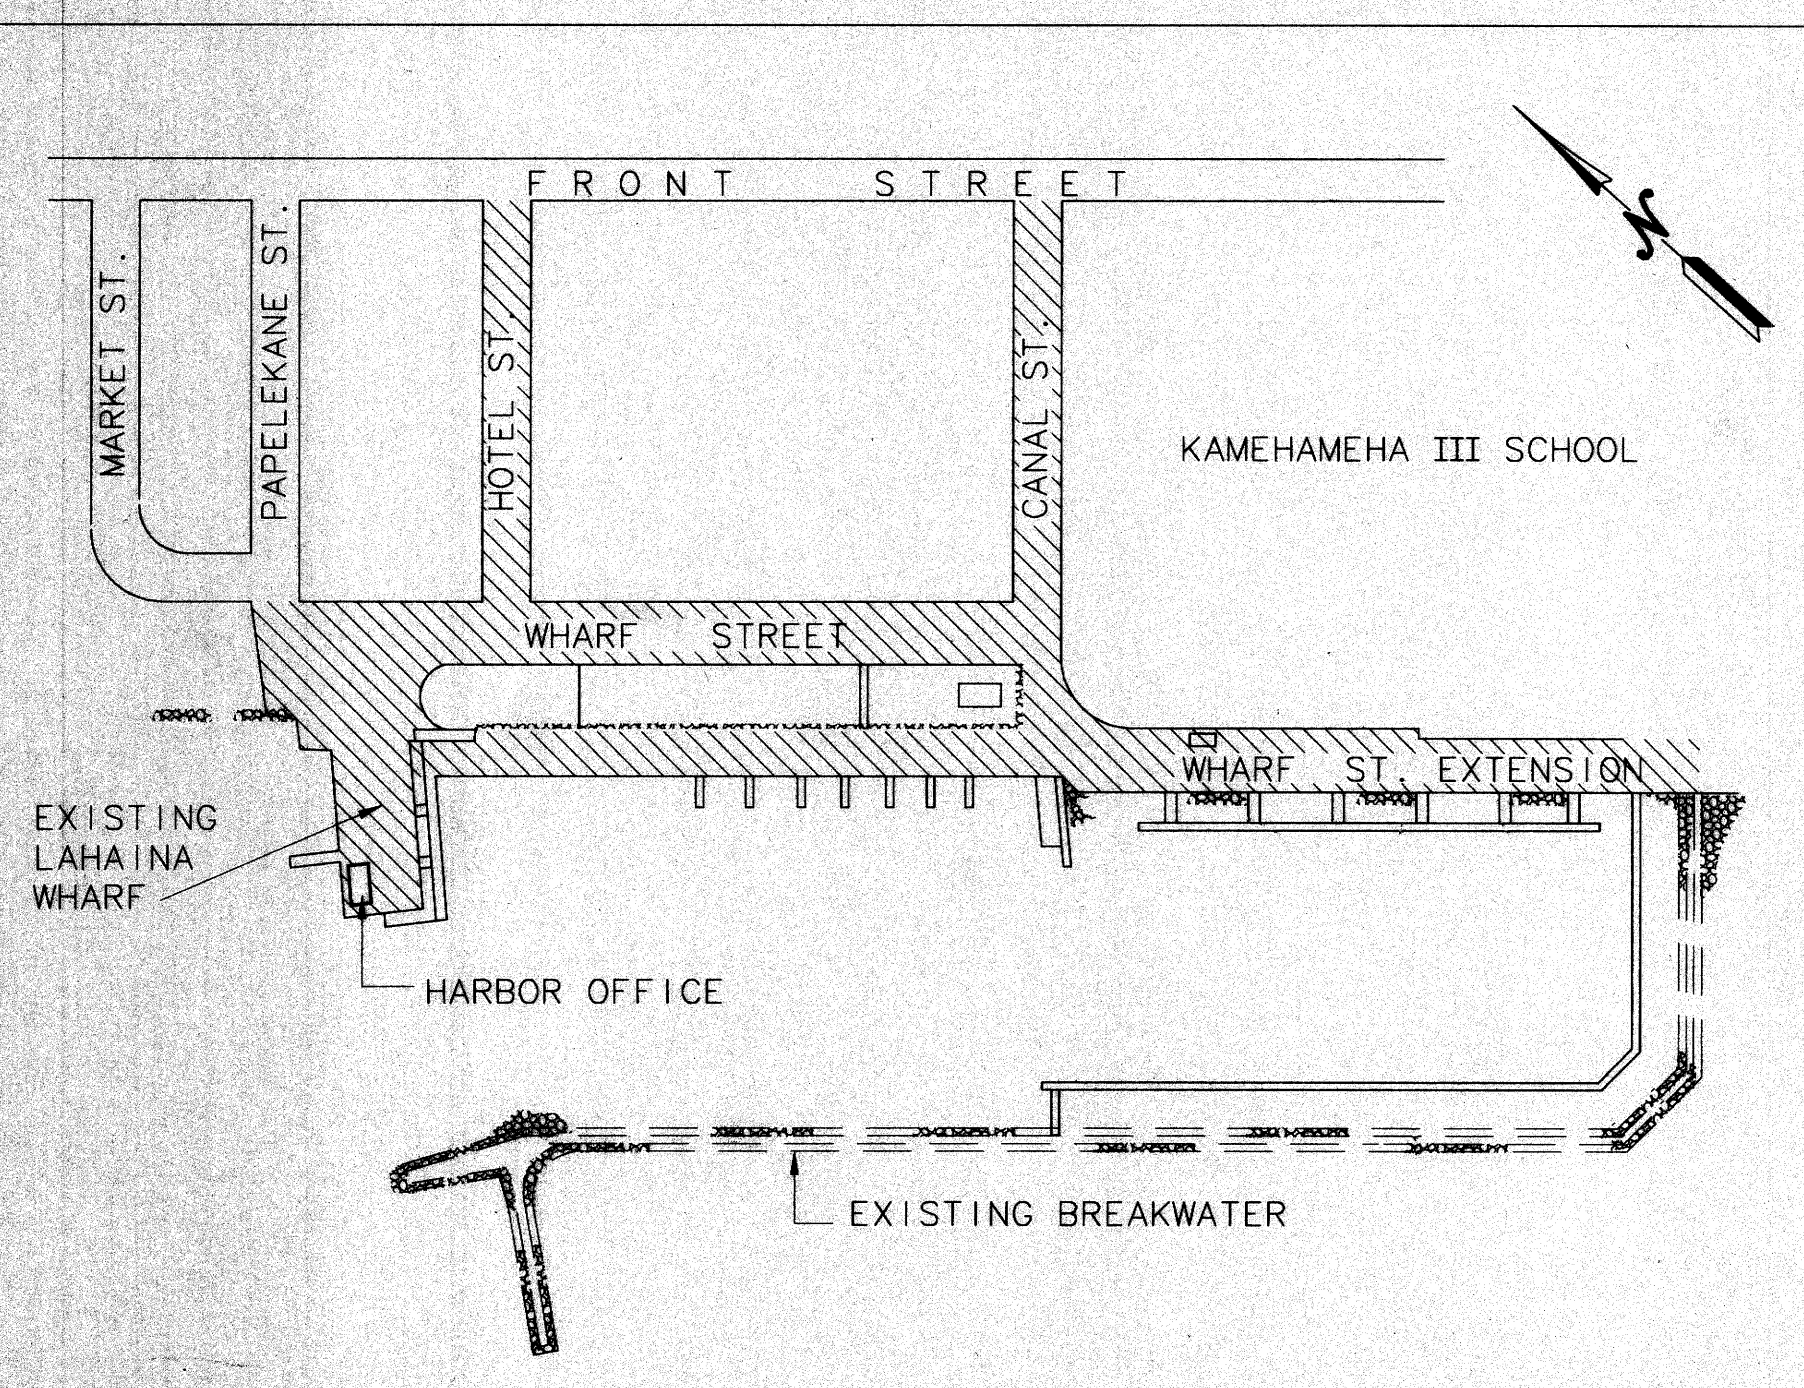 FRONT STREET
MARKET ST.
PAPELEKANE ST.
HOTEL ST.
CANAL ST.
N
KAMEHAMEHA III SCHOOL
WHARF STREET
WHARF ST. EXTENSION
EXISTING
LAHAINA
WHARF
HARBOR OFFICE
EXISTING BREAKWATER